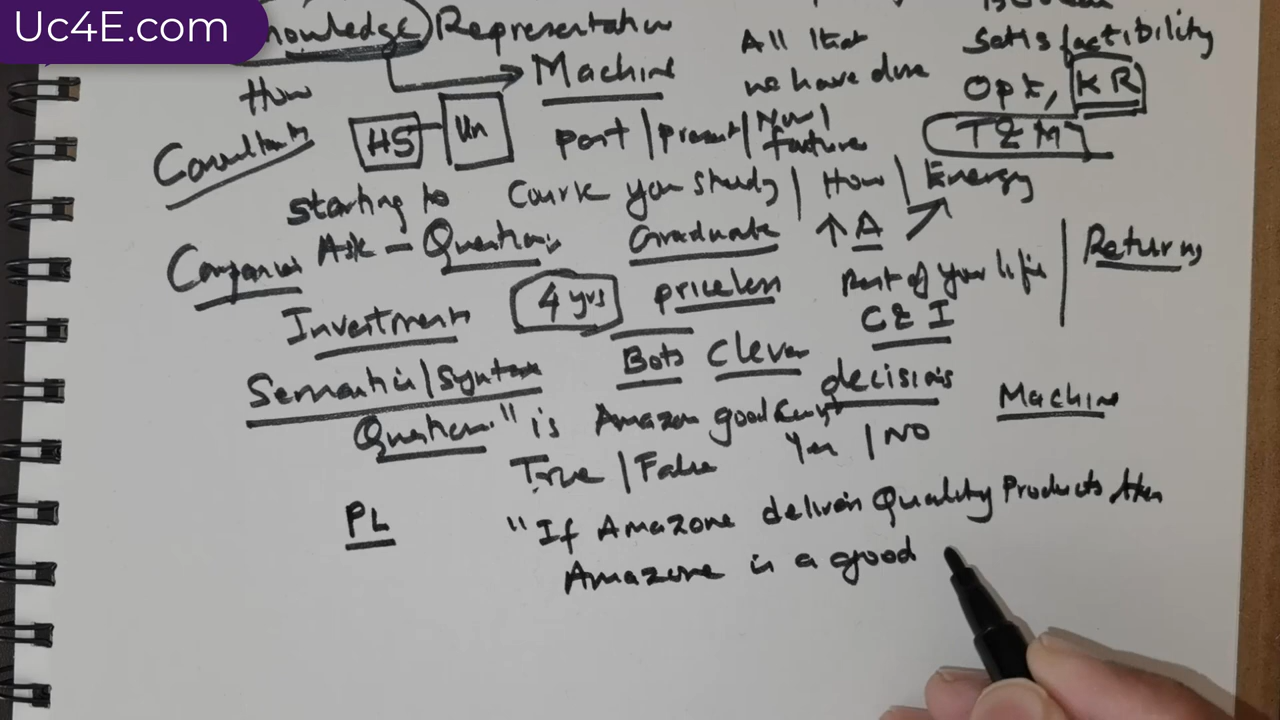 Uc4E.com
Knowledge Representation All that Satisfactibility
How Machine we have done Opt, KR
Consultants HS Un past | present | Now | future T & M
starting to Course you study | How | Energy
Companies Ask - Questions Graduate ↑ A Returns
Investment 4 yrs priceless Rest of your life
C & I
Semantics / Syntax Bots Clever decisions Machine
Questions " is Amazon good Yes / NO
True / False
PL "If Amazone delivers Quality Products then
Amazone is a good